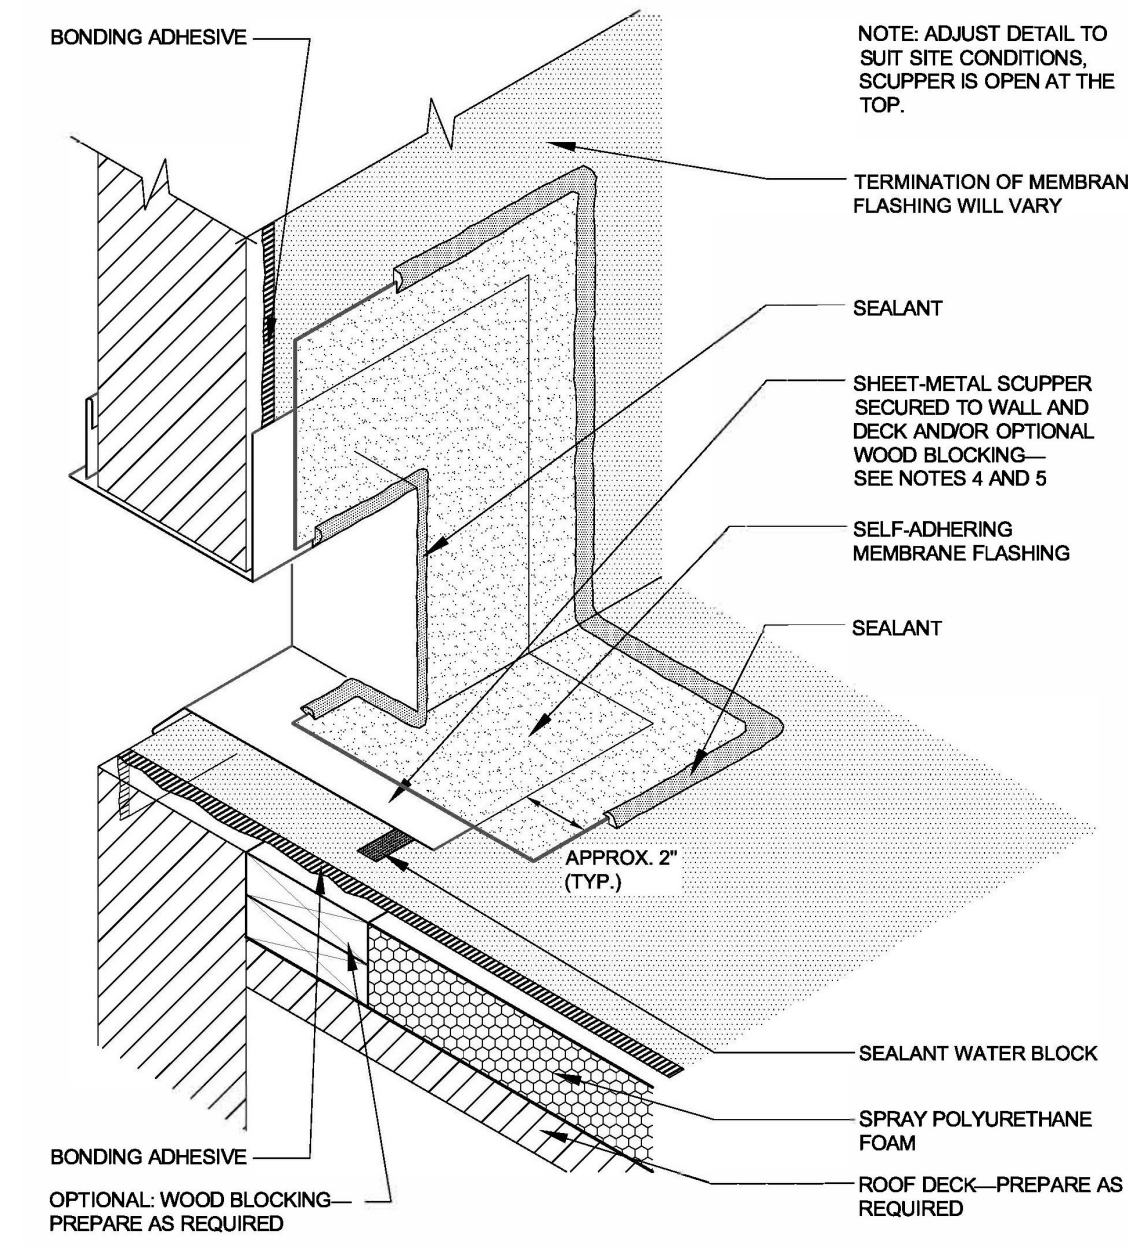 BONDING ADHESIVE
NOTE: ADJUST DETAIL TO
SUIT SITE CONDITIONS,
SCUPPER IS OPEN AT THE
TOP.
TERMINATION OF MEMBRAN
FLASHING WILL VARY
SEALANT
SHEET-METAL SCUPPER
SECURED TO WALL AND
DECK AND/OR OPTIONAL
WOOD BLOCKING—
SEE NOTES 4 AND 5
SELF-ADHERING
MEMBRANE FLASHING
SEALANT
APPROX. 2"
(TYP.)
SEALANT WATER BLOCK
SPRAY POLYURETHANE
FOAM
ROOF DECK—PREPARE AS
REQUIRED
BONDING ADHESIVE
OPTIONAL: WOOD BLOCKING—
PREPARE AS REQUIRED